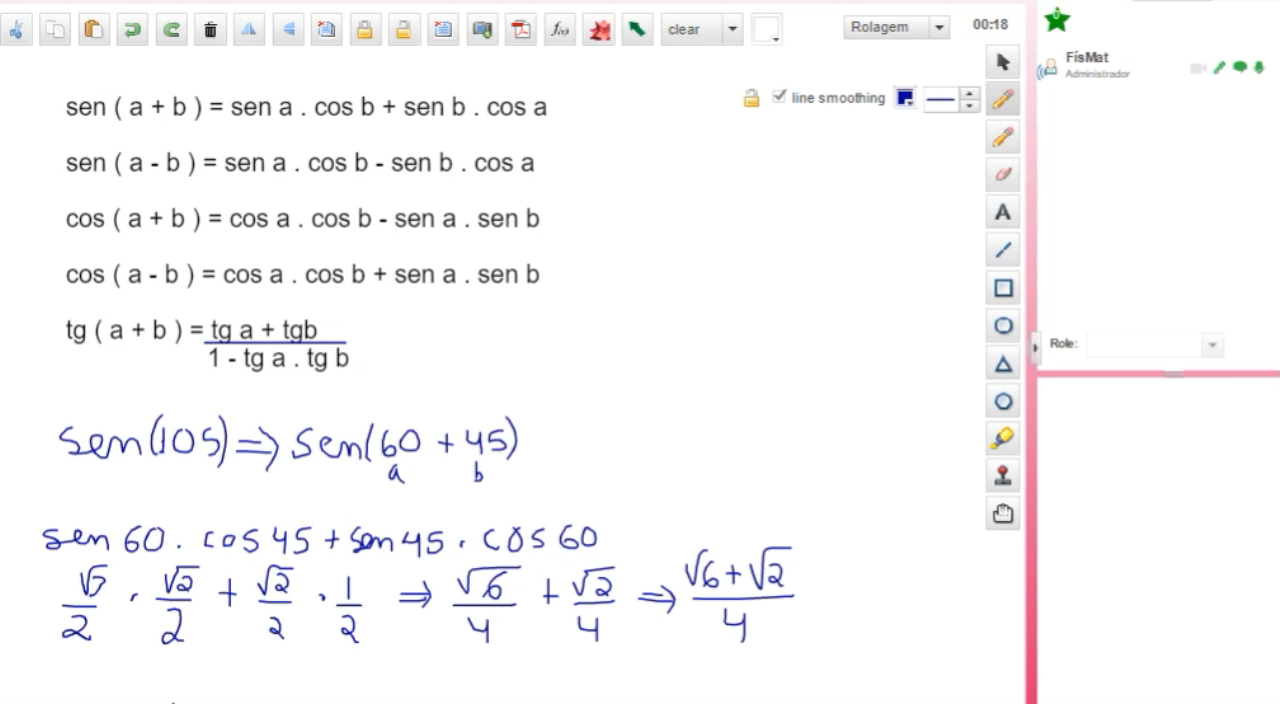 clear
Rolagem
00:18
FísMat
Administrador
line smoothing
Role:
sen ( a + b ) = sen a . cos b + sen b . cos a
sen ( a - b ) = sen a . cos b - sen b . cos a
cos ( a + b ) = cos a . cos b - sen a . sen b
cos ( a - b ) = cos a . cos b + sen a . sen b
tg ( a + b ) = tg a + tgb
1 - tg a . tg b
sen(105) ⇒ sen(60 + 45)
a b
sen 60 . cos 45 + sen 45 . cos 60
√3/2 . √2/2 + √2/2 . 1/2 ⇒ √6/4 + √2/4 ⇒ √6+√2/4